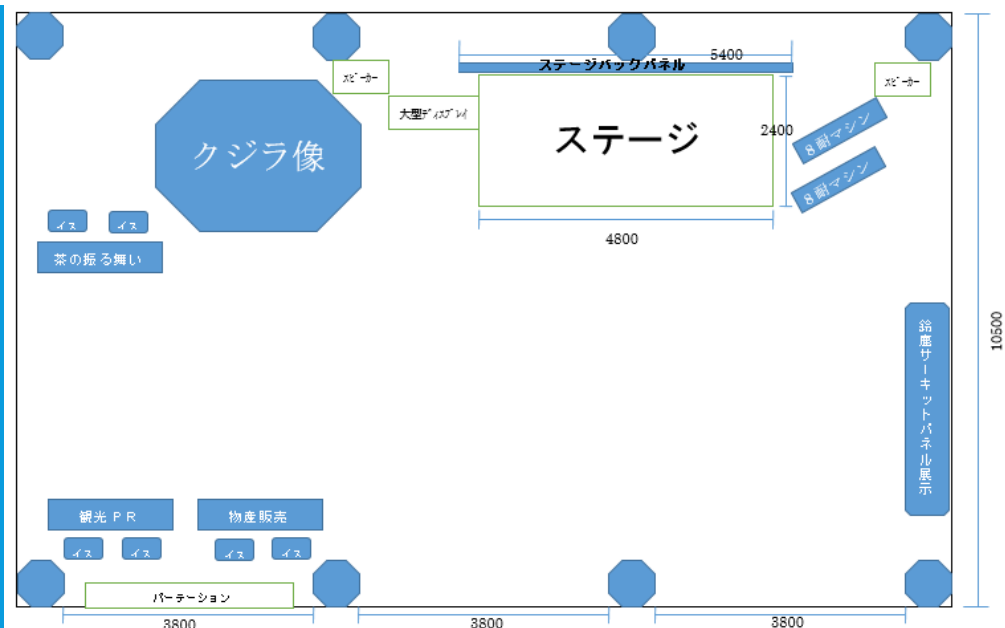 5400
ステージバックパネル
スピーカー
スピーカー
大型ディスプレイ
クジラ像
ステージ
2400
8耐マシン
8耐マシン
イス
イス
4800
茶の振る舞い
鈴鹿サーキットパネル展示
10500
観光PR
物産販売
イス
イス
イス
イス
パーテーション
3800
3800
3800